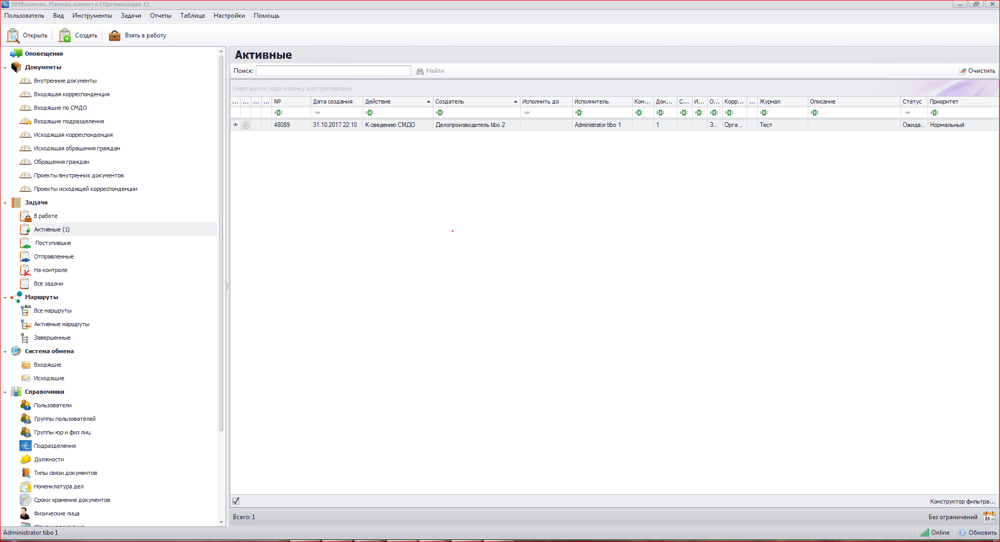 SMBusiness. Панель клиента (Организация 1)
Пользователь Вид Инструменты Задачи Отчеты Таблица Настройки Помощь
Открыть Создать Взять в работу
Оповещения
Документы
Внутренние документы
Входящая корреспонденция
Входящие по СМДО
Входящие подразделения
Исходящая корреспонденция
Исходящая обращения граждан
Обращения граждан
Проекты внутренних документов
Проекты исходящей корреспонденции
Задачи
В работе
Активные (1)
Поступившие
Отправленные
На контроле
Все задачи
Маршруты
ALL
Все маршруты
Активные маршруты
Завершенные
Система обмена
Входящие
Исходящие
Справочники
Пользователи
Группы пользователей
Группы юр и физ лиц
Подразделения
Должности
Типы связи документов
Номенклатура дел
Сроки хранения документов
Физические лица
Активные
Поиск: Найти Очистить
Перетащите сюда колонку для группировки
... ... ... ... № Дата создания Действие Создатель Исполнить до Исполнитель Кон... Док... С... И... О... Корр... ... Журнал Описание Статус Приоритет
48089 31.10.2017 22:10 К сведению СМДО Делопроизводитель tibo 2 Administrator tibo 1 1 З... Орга... Тест Ожида... Нормальный
Конструктор фильтра...
Всего: 1 Без ограничений 24
Administrator tibo 1 Online Обновить